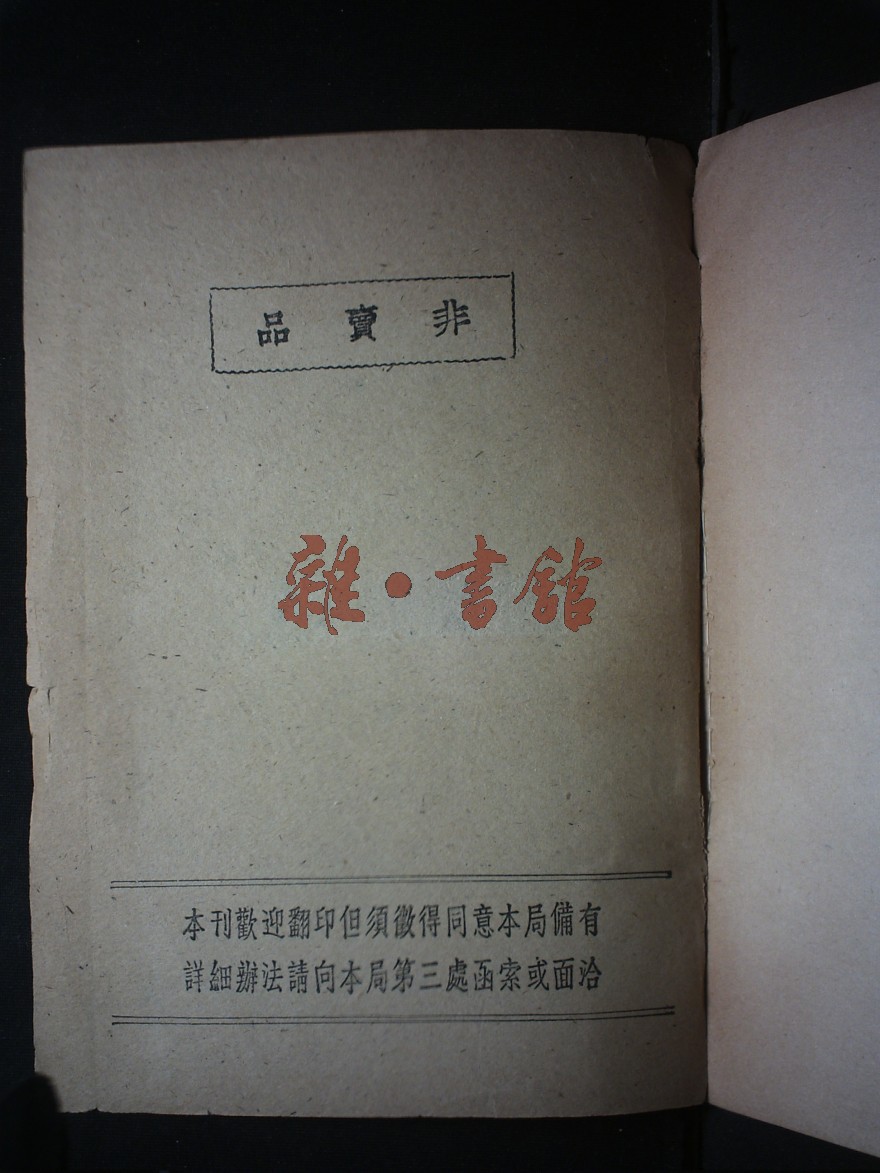 非賣品
雜·書館
本刊歡迎翻印但須徵得同意本局備有
詳細辦法請向本局第三處函索或面洽